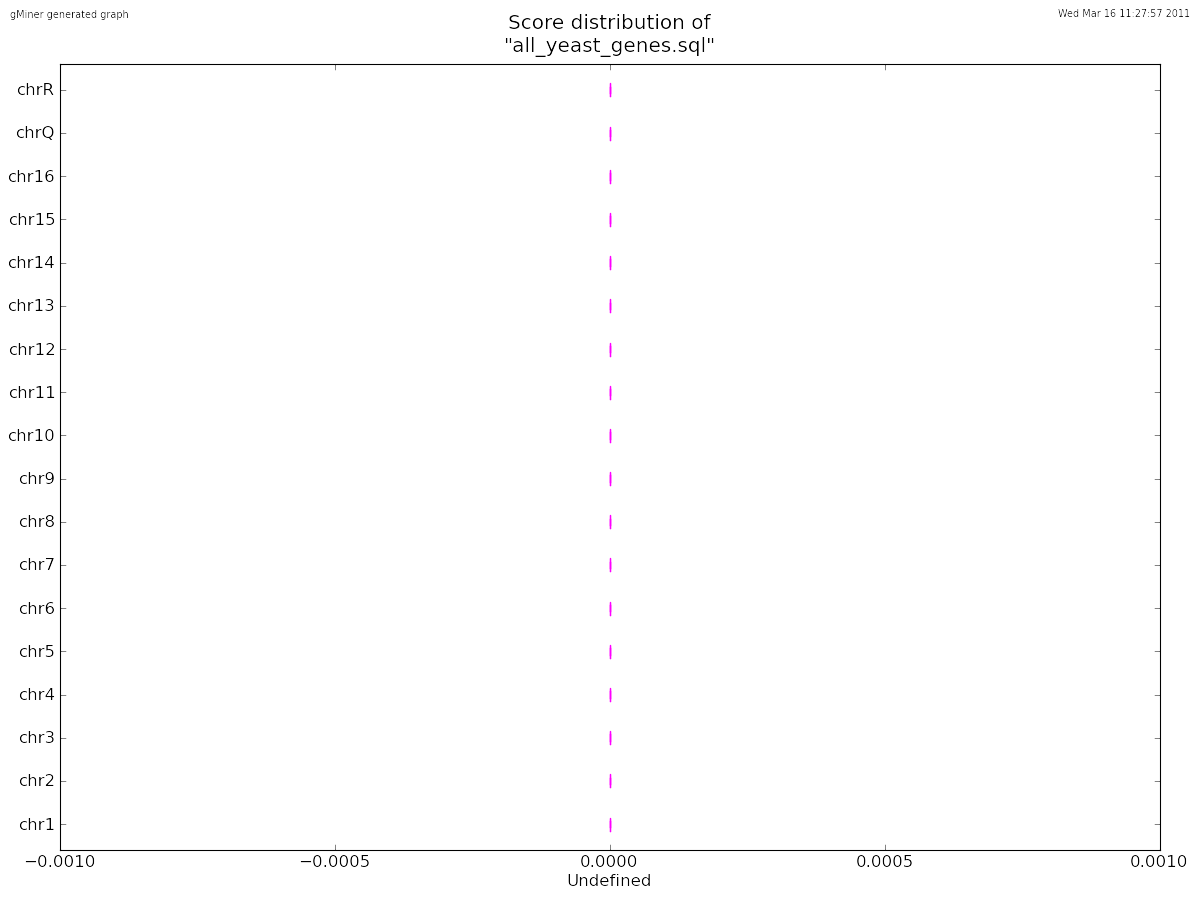 gMiner generated graph
Wed Mar 16 11:27:57 2011
Score distribution of
"all_yeast_genes.sql"
chrR
chrQ
chr16
chr15
chr14
chr13
chr12
chr11
chr10
chr9
chr8
chr7
chr6
chr5
chr4
chr3
chr2
chr1
−0.0010 −0.0005 0.0000 0.0005 0.0010
Undefined